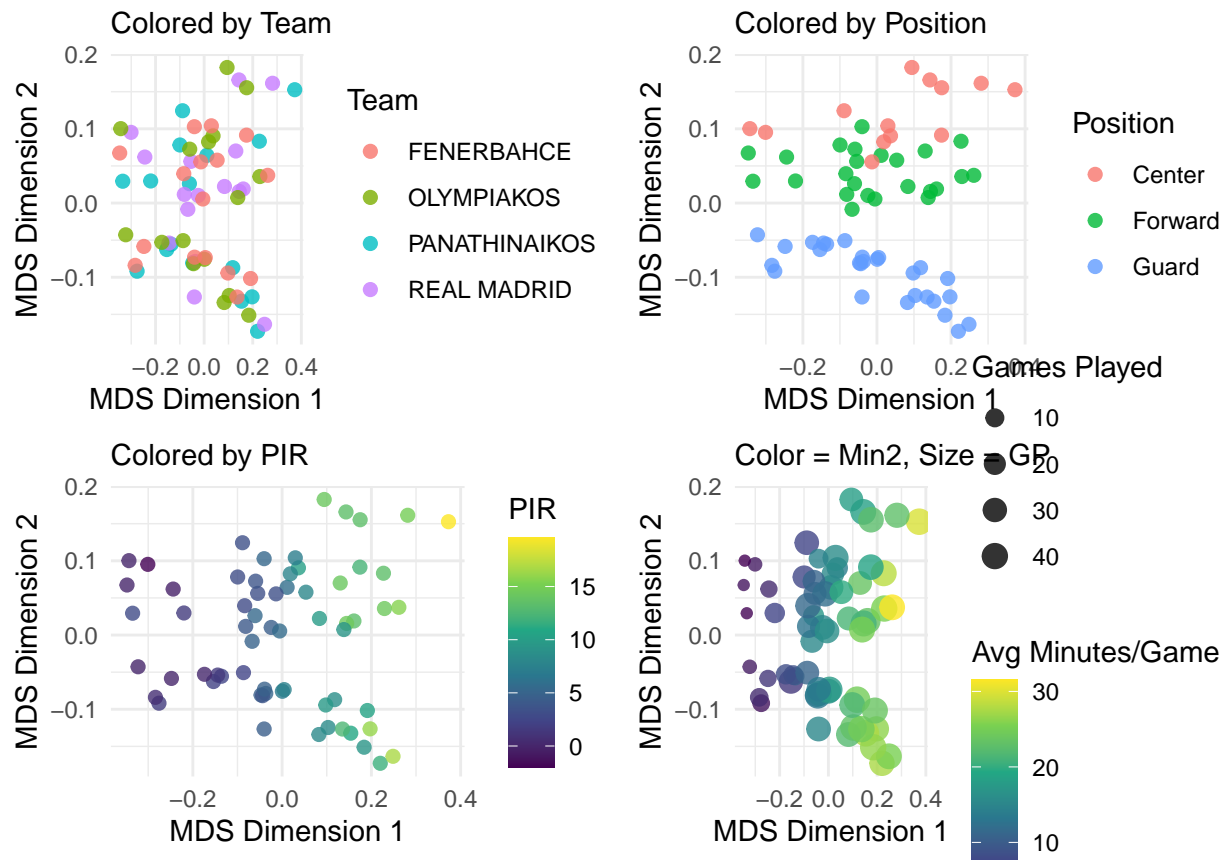 Colored by Team
MDS Dimension 2
0.2
0.1
0.0
−0.1
−0.2 0.0 0.2 0.4
MDS Dimension 1
Team
FENERBAHCE
OLYMPIAKOS
PANATHINAIKOS
REAL MADRID
Colored by Position
MDS Dimension 2
0.2
0.1
0.0
−0.1
−0.2 0.0 0.2 0.4
MDS Dimension 1
Position
Center
Forward
Guard
Colored by PIR
MDS Dimension 2
0.2
0.1
0.0
−0.1
−0.2 0.0 0.2 0.4
MDS Dimension 1
PIR
15
10
5
0
Color = Min2, Size = GP
MDS Dimension 2
0.2
0.1
0.0
−0.1
−0.2 0.0 0.2 0.4
MDS Dimension 1
Games Played
10
20
30
40
Avg Minutes/Game
30
20
10